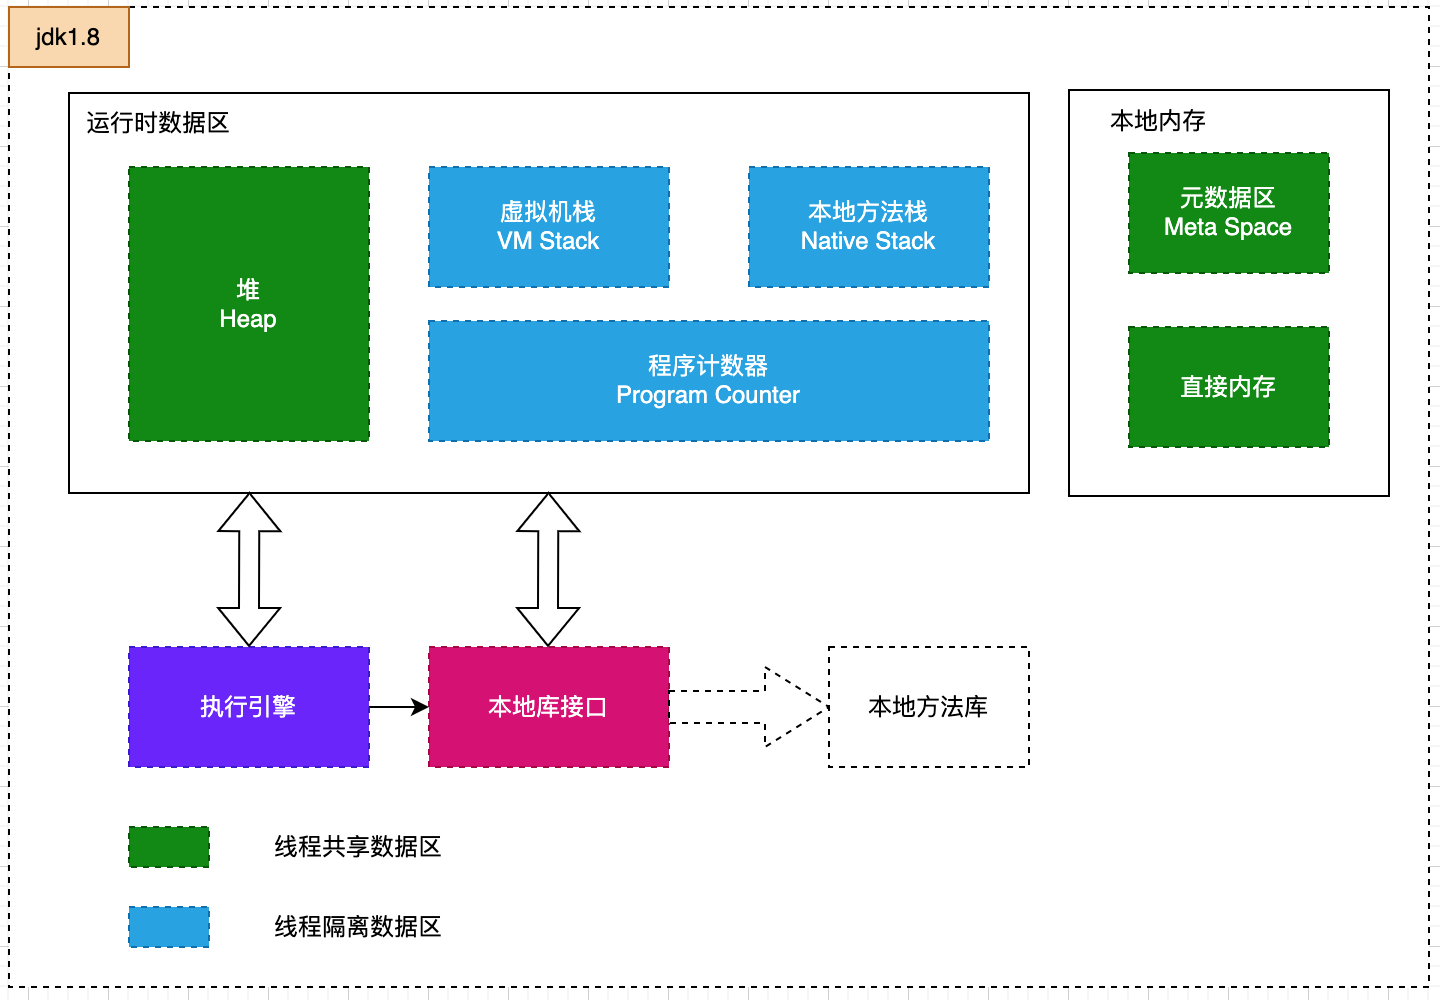 jdk1.8
运行时数据区
堆
Heap
虚拟机栈
VM Stack
本地方法栈
Native Stack
程序计数器
Program Counter
本地内存
元数据区
Meta Space
直接内存
执行引擎
本地库接口
本地方法库
线程共享数据区
线程隔离数据区